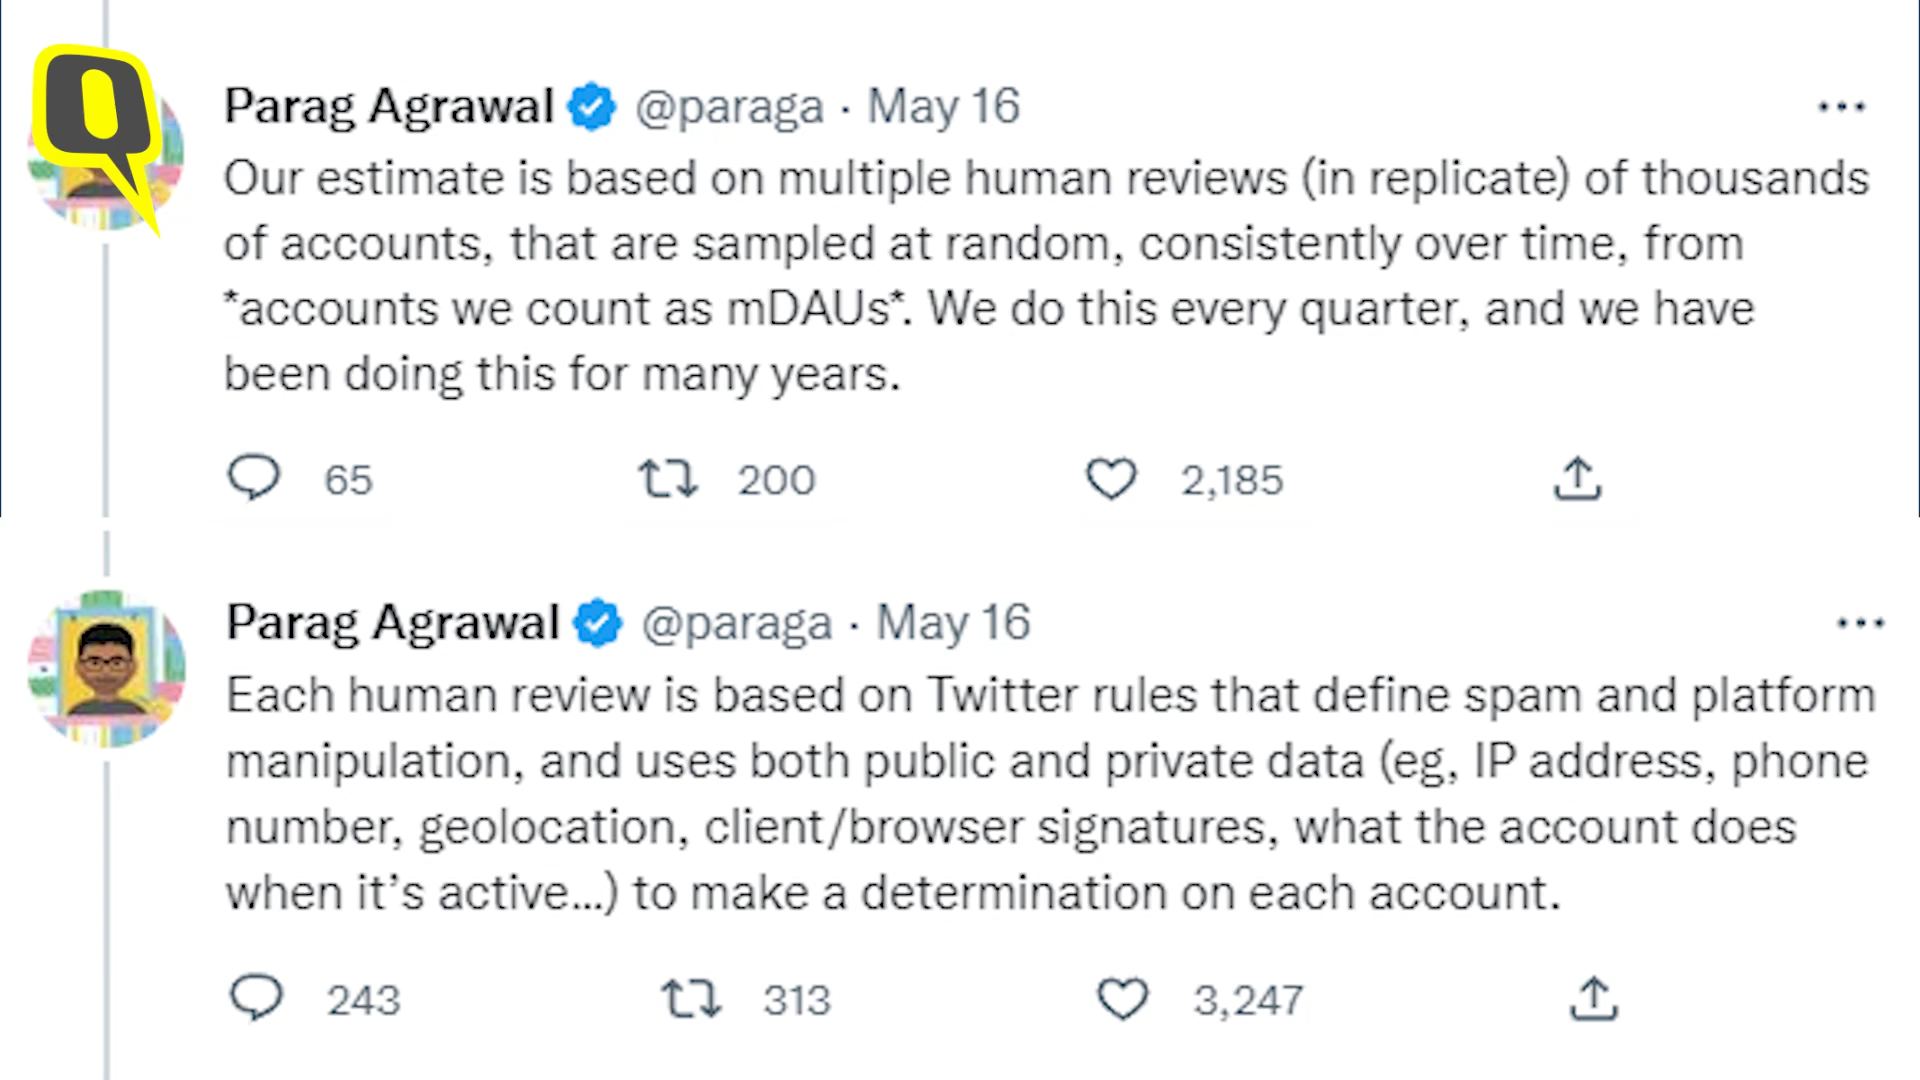 Parag Agrawal @paraga · May 16
Our estimate is based on multiple human reviews (in replicate) of thousands
of accounts, that are sampled at random, consistently over time, from
*accounts we count as mDAUs*. We do this every quarter, and we have
been doing this for many years.
65 200 2,185
Parag Agrawal @paraga · May 16
Each human review is based on Twitter rules that define spam and platform
manipulation, and uses both public and private data (eg, IP address, phone
number, geolocation, client/browser signatures, what the account does
when it’s active...) to make a determination on each account.
243 313 3,247